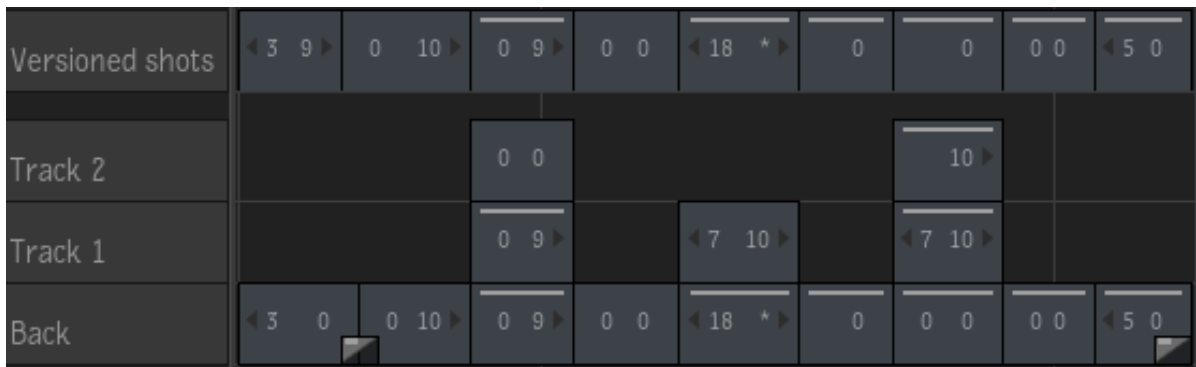 Versioned shots 3 9 0 10 0 9 0 0 18 * 0 0 0 0 5 0
Track 2 0 0 10
Track 1 0 9 7 10 7 10
Back 3 0 0 10 0 9 0 0 18 * 0 0 0 0 0 5 0